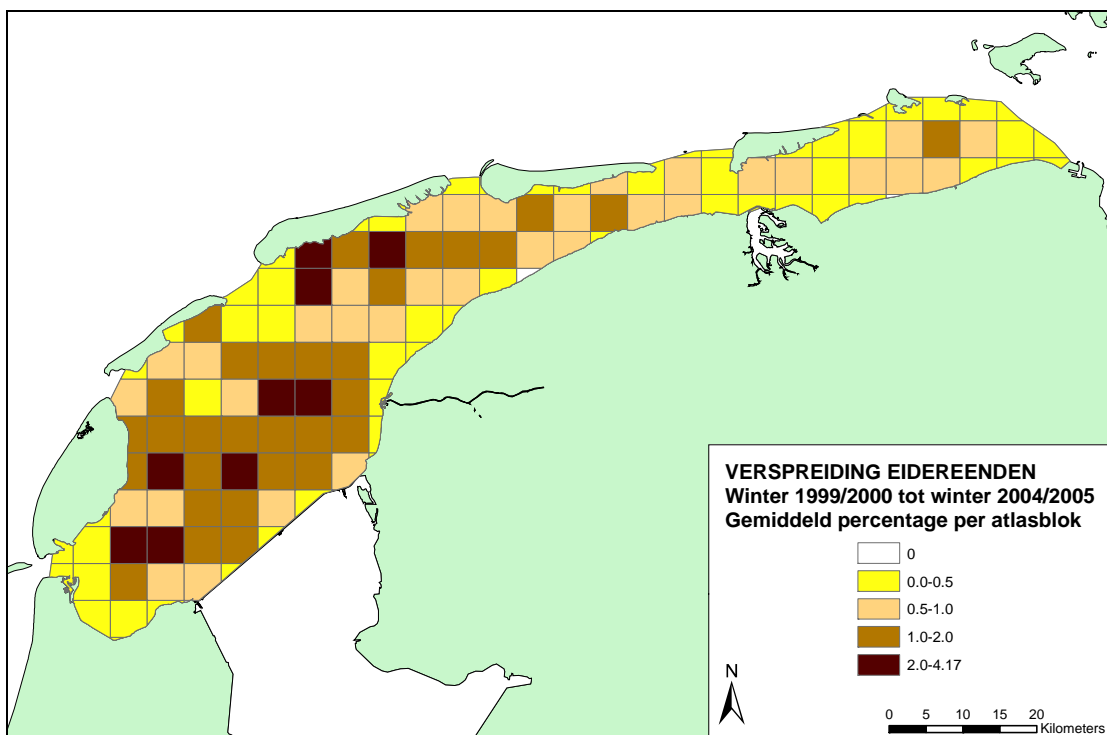 VERSPREIDING EIDEREENDEN
Winter 1999/2000 tot winter 2004/2005
Gemiddeld percentage per atlasblok
0
0.0-0.5
0.5-1.0
1.0-2.0
2.0-4.17
N
0 5 10 15 20
Kilometers